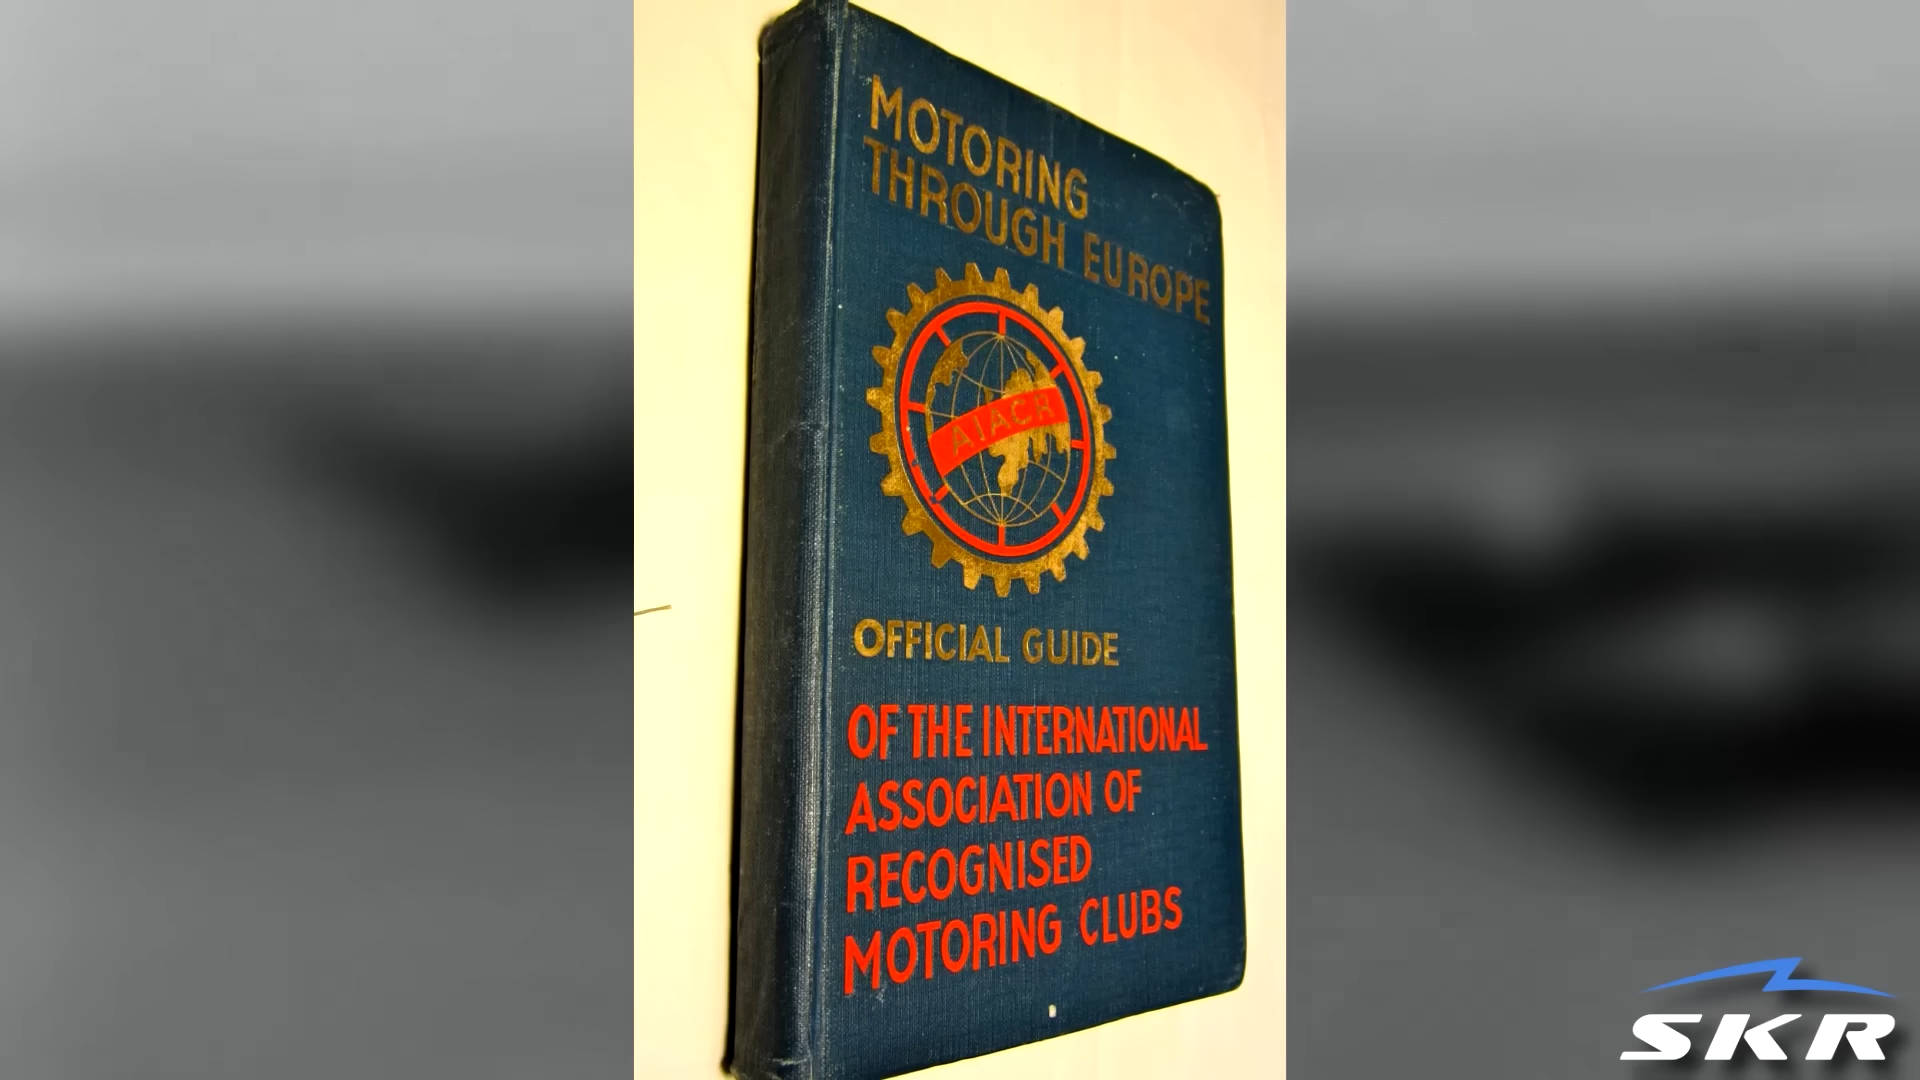 MOTORING
THROUGH EUROPE
AIACR
OFFICIAL GUIDE
OF THE INTERNATIONAL
ASSOCIATION OF
RECOGNISED
MOTORING CLUBS
SKR